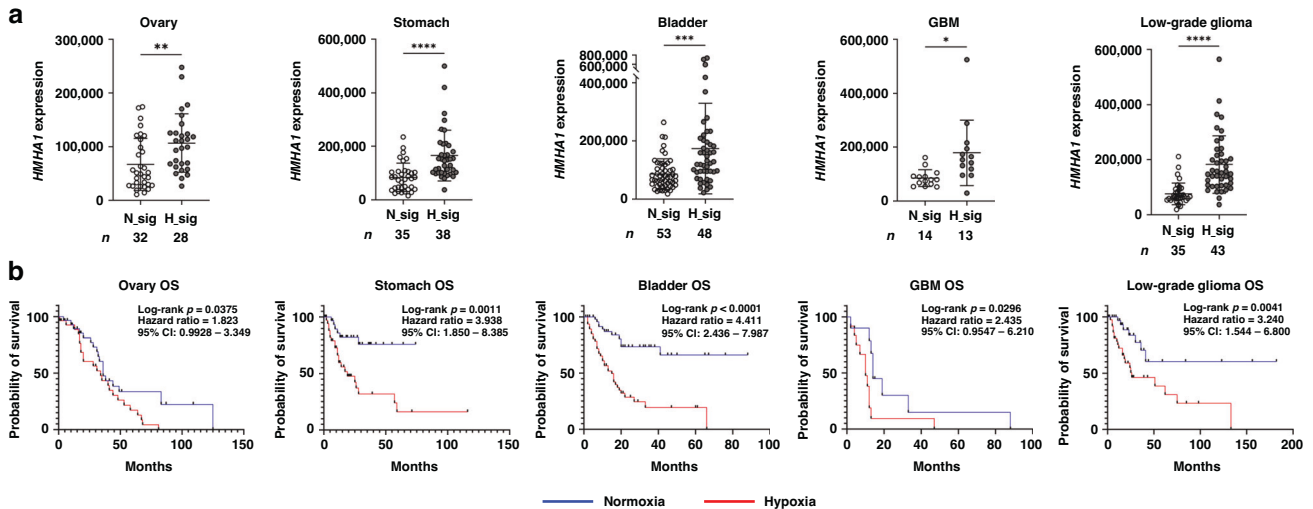 a
Ovary
Stomach
Bladder
GBM
Low-grade glioma
HMHA1 expression
300,000
200,000
100,000
0
**
N_sig
H_sig
n
32
28
HMHA1 expression
600,000
400,000
200,000
0
****
N_sig
H_sig
35
38
HMHA1 expression
800,000
600,000
400,000
200,000
0
***
N_sig
H_sig
n
53
48
HMHA1 expression
600,000
400,000
200,000
0
*
N_sig
H_sig
n
14
13
HMHA1 expression
600,000
400,000
200,000
0
****
N_sig
H_sig
n
35
43
b
Ovary OS
Log-rank p = 0.0375
Hazard ratio = 1.823
95% CI: 0.9928 – 3.349
Probability of survival
100
50
0
0
50
100
150
Months
Stomach OS
Log-rank p = 0.0011
Hazard ratio = 3.938
95% CI: 1.850 – 8.385
Probability of survival
100
50
0
0
50
100
150
Months
Bladder OS
Log-rank p < 0.0001
Hazard ratio = 4.411
95% CI: 2.436 – 7.987
Probability of survival
100
50
0
0
20
40
60
80
100
Months
GBM OS
Log-rank p = 0.0296
Hazard ratio = 2.435
95% CI: 0.9547 – 6.210
Probability of survival
100
50
0
0
20
40
60
80
100
Months
Low-grade glioma OS
Log-rank p = 0.0041
Hazard ratio = 3.240
95% CI: 1.544 – 6.800
Probability of survival
100
50
0
0
50
100
150
200
Months
Normoxia
Hypoxia